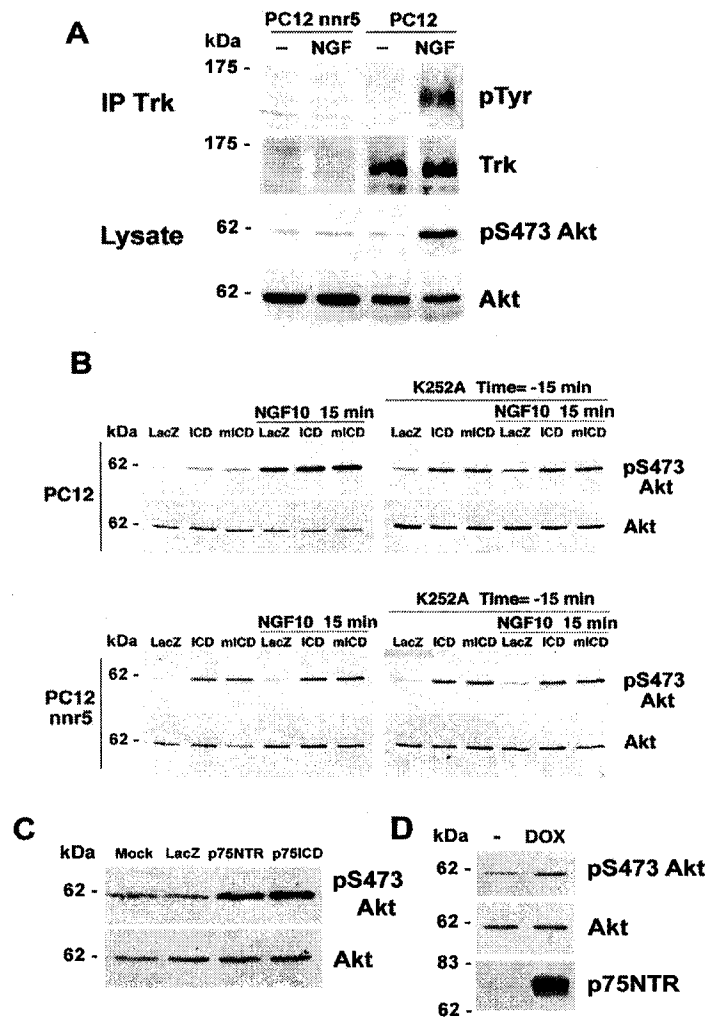 A
PC12 nnr5 PC12
kDa – NGF – NGF
175 -
IP Trk pTyr
175 -
Trk
Lysate 62 - pS473 Akt
62 - Akt
B
K252A Time= -15 min
NGF10 15 min NGF10 15 min
kDa LacZ ICD mICD LacZ ICD mICD LacZ ICD mICD LacZ ICD mICD
62 - pS473
PC12 Akt
62 - Akt
K252A Time= -15 min
NGF10 15 min NGF10 15 min
kDa LacZ ICD mICD LacZ ICD mICD LacZ ICD mICD LacZ ICD mICD
62 - pS473
PC12 Akt
nnr5
62 - Akt
C
kDa Mock LacZ p75NTR p75ICD
62 - pS473
Akt
62 - Akt
D
kDa - DOX
62 - pS473 Akt
62 - Akt
83 -
p75NTR
62 -